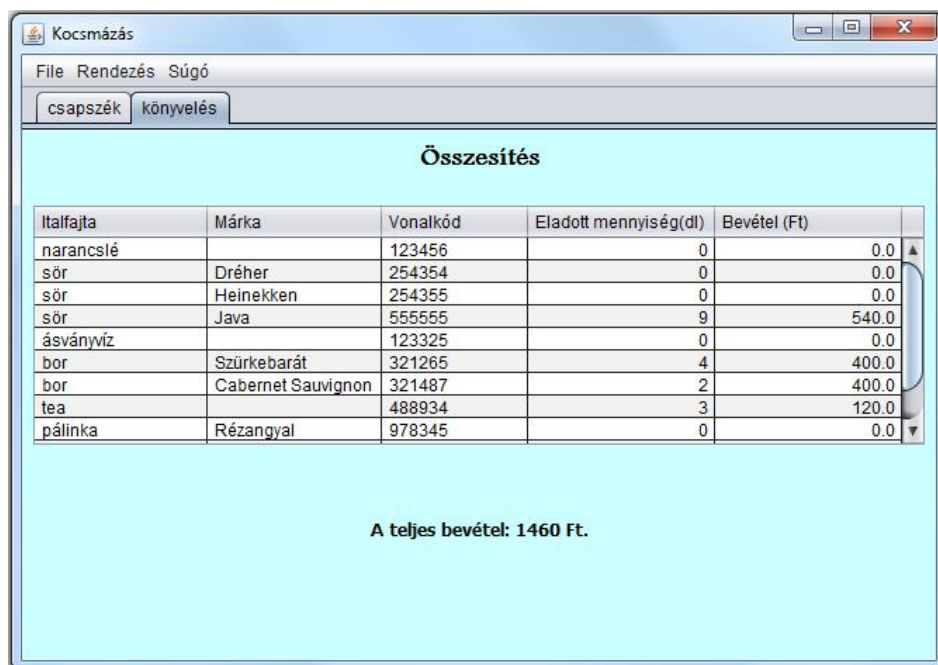 Kocsmázás
File Rendezés Súgó
csapszék könyvelés
Összesítés
Italfajta Márka Vonalkód Eladott mennyiség(dl) Bevétel (Ft)
narancslé 123456 0 0.0
sör Dréher 254354 0 0.0
sör Heinekken 254355 0 0.0
sör Java 555555 9 540.0
ásványvíz 123325 0 0.0
bor Szürkebarát 321265 4 400.0
bor Cabernet Sauvignon 321487 2 400.0
tea 488934 3 120.0
pálinka Rézangyal 978345 0 0.0
A teljes bevétel: 1460 Ft.